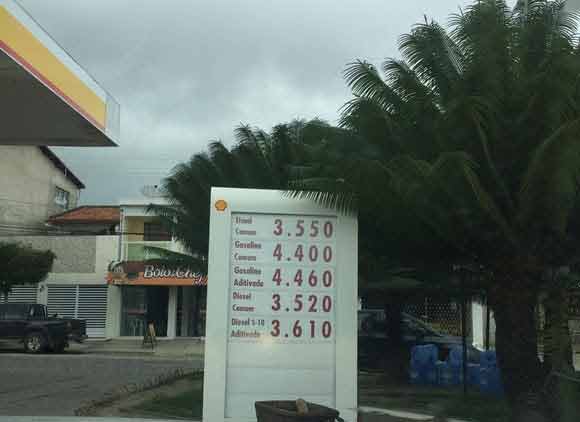 Etanol
Comum 3.550
Gasolina
Comum 4.400
Gasolina
Aditivada 4.460
Diesel
Comum 3.520
Diesel S-10
Aditivado 3.610
Bolo